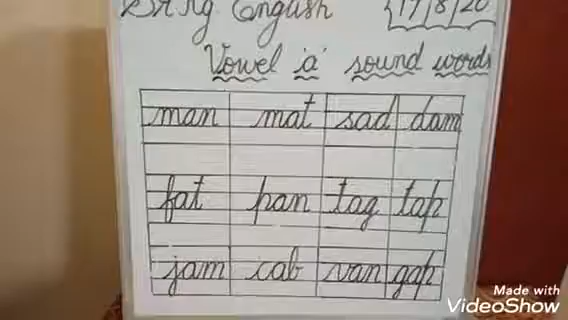 English 17/8/20
Vowel 'a' sound words
man mat sad dam
fat pan tag tap
jam cab van gap
Made with
VideoShow